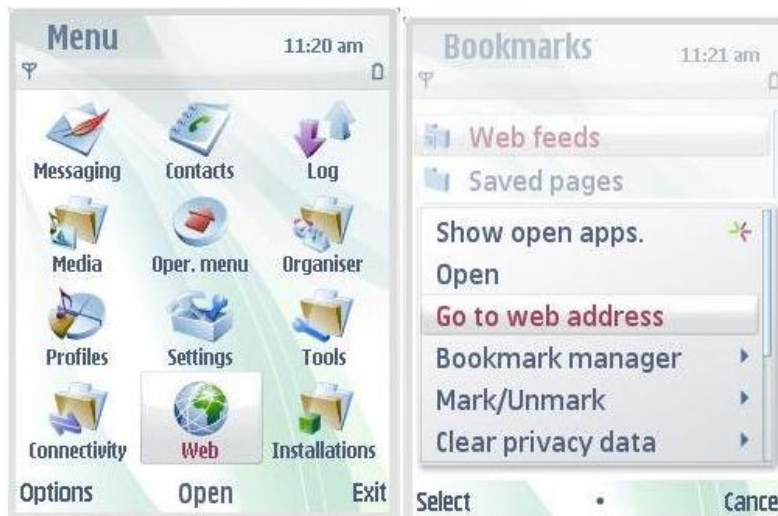 Menu
11:20 am
Messaging
Contacts
Log
Media
Oper. menu
Organiser
Profiles
Settings
Tools
Connectivity
Web
Installations
Options
Open
Exit
Bookmarks
11:21 am
Web feeds
Saved pages
Show open apps.
Open
Go to web address
Bookmark manager
Mark/Unmark
Clear privacy data
Select
Cance